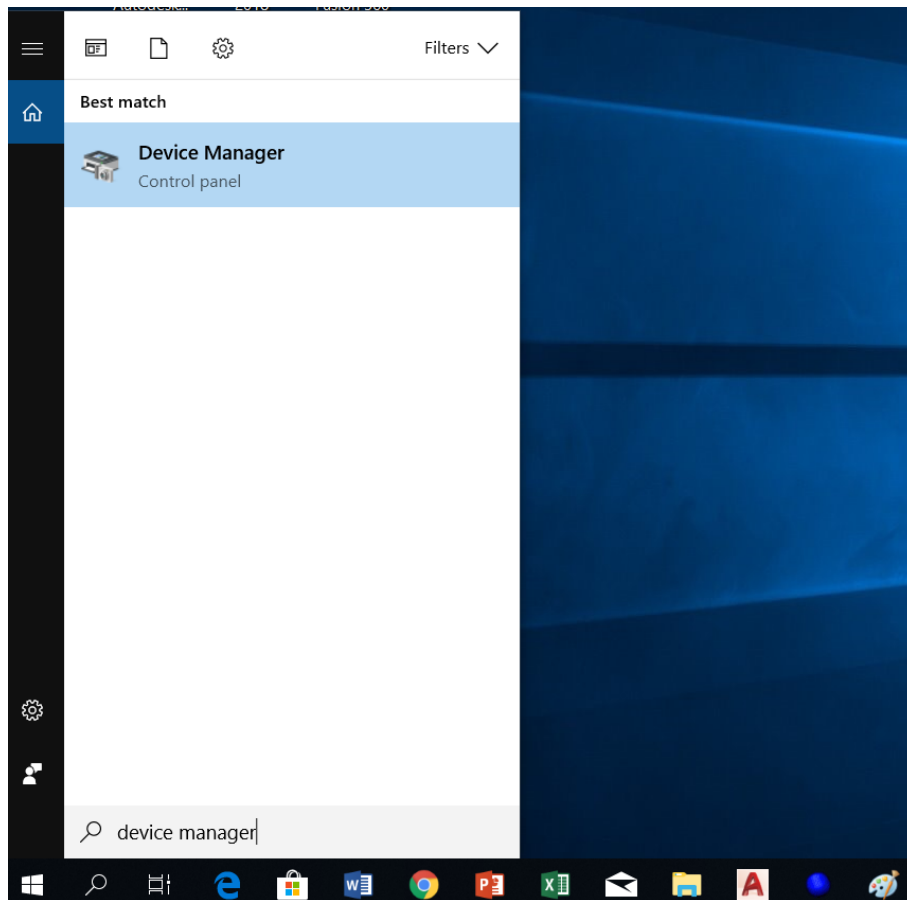 Filters
Best match
Device Manager
Control panel
device manager